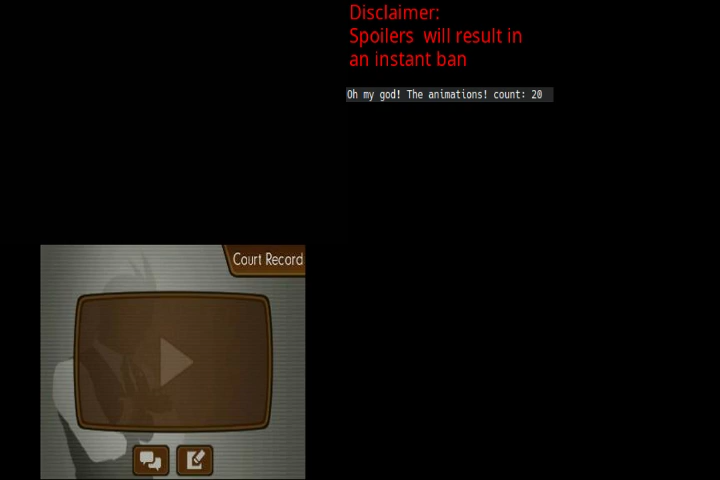 Disclaimer:
Spoilers will result in
an instant ban
Oh my god! The animations! count: 20
Court Record